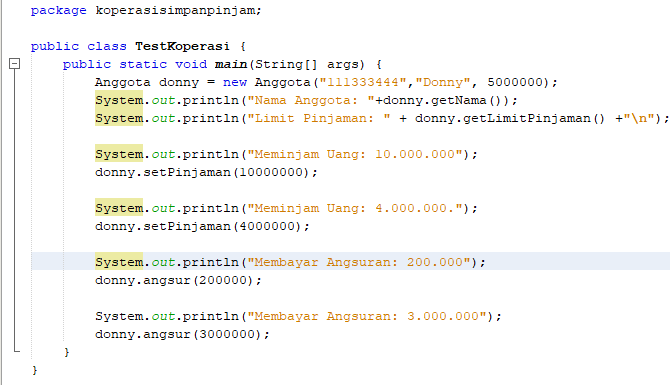 package koperasisimpanpinjam;
public class TestKoperasi {
public static void main(String[] args) {
Anggota donny = new Anggota("111333444","Donny", 5000000);
System.out.println("Nama Anggota: "+donny.getNama());
System.out.println("Limit Pinjaman: " + donny.getLimitPinjaman() +"\n");
System.out.println("Meminjam Uang: 10.000.000");
donny.setPinjaman(10000000);
System.out.println("Meminjam Uang: 4.000.000.");
donny.setPinjaman(4000000);
System.out.println("Membayar Angsuran: 200.000");
donny.angsur(200000);
System.out.println("Membayar Angsuran: 3.000.000");
donny.angsur(3000000);
}
}